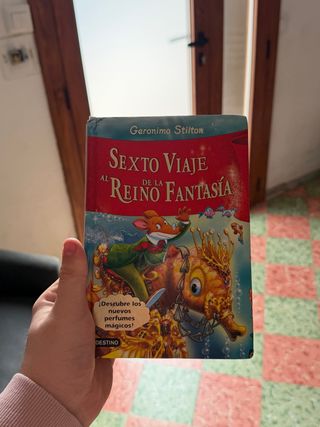 Geronimo Stilton
SEXTO VIAJE
AL REINO DE LA FANTASÍA
¡Descubre los
nuevos
perfumes
mágicos!
DESTINO